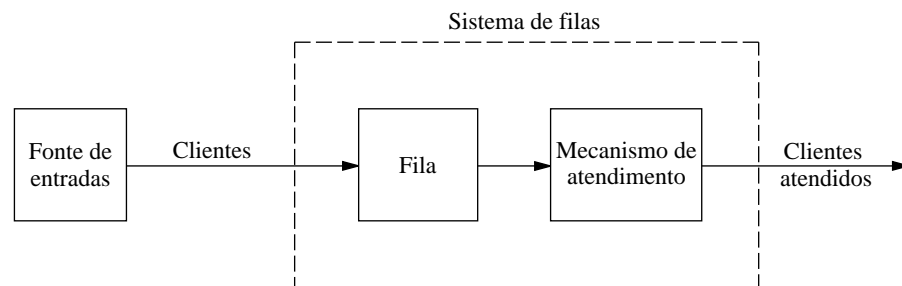 Sistema de filas
Fonte de
entradas
Clientes
Fila
Mecanismo de
atendimento
Clientes
atendidos